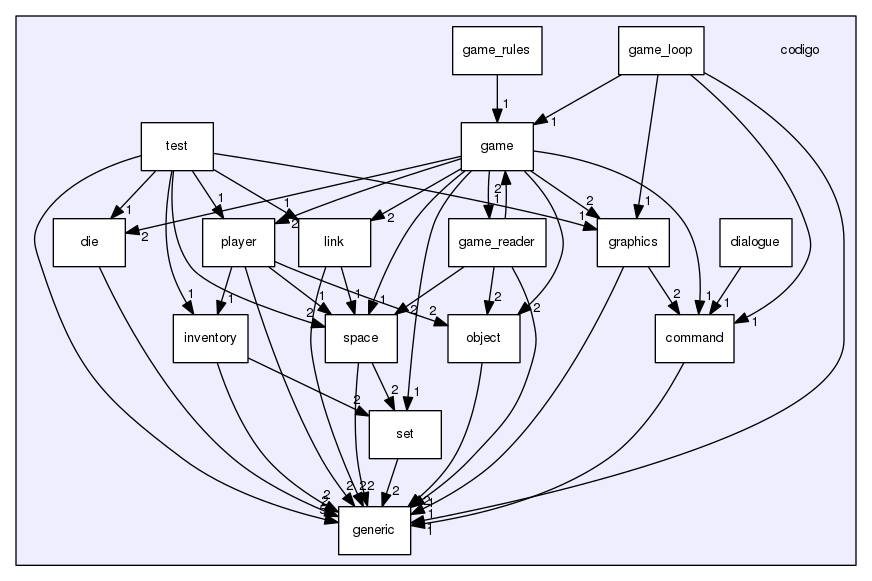 game_rules
game_loop
codigo
1
1
test
game
1
1
1
2
1
2
1
1
2
2
2
die
player
link
game_reader
graphics
dialogue
1
1
1
1
2
2
2
2
2
1
1
1
2
inventory
space
object
command
2
2
1
set
2
2
2
generic
1
1